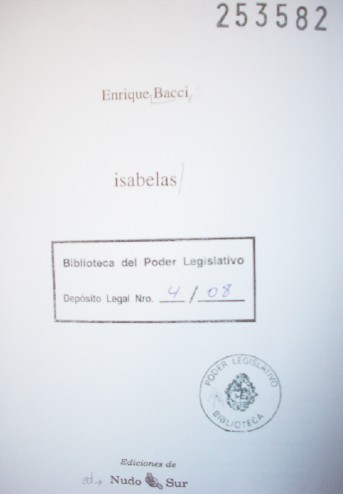 253582
Enrique Bacci
isabelas
Biblioteca del Poder Legislativo
Depósito Legal Nro. 4 / 08
PODER LEGISLATIVO
BIBLIOTECA
Ediciones de
ed. Nudo Sur